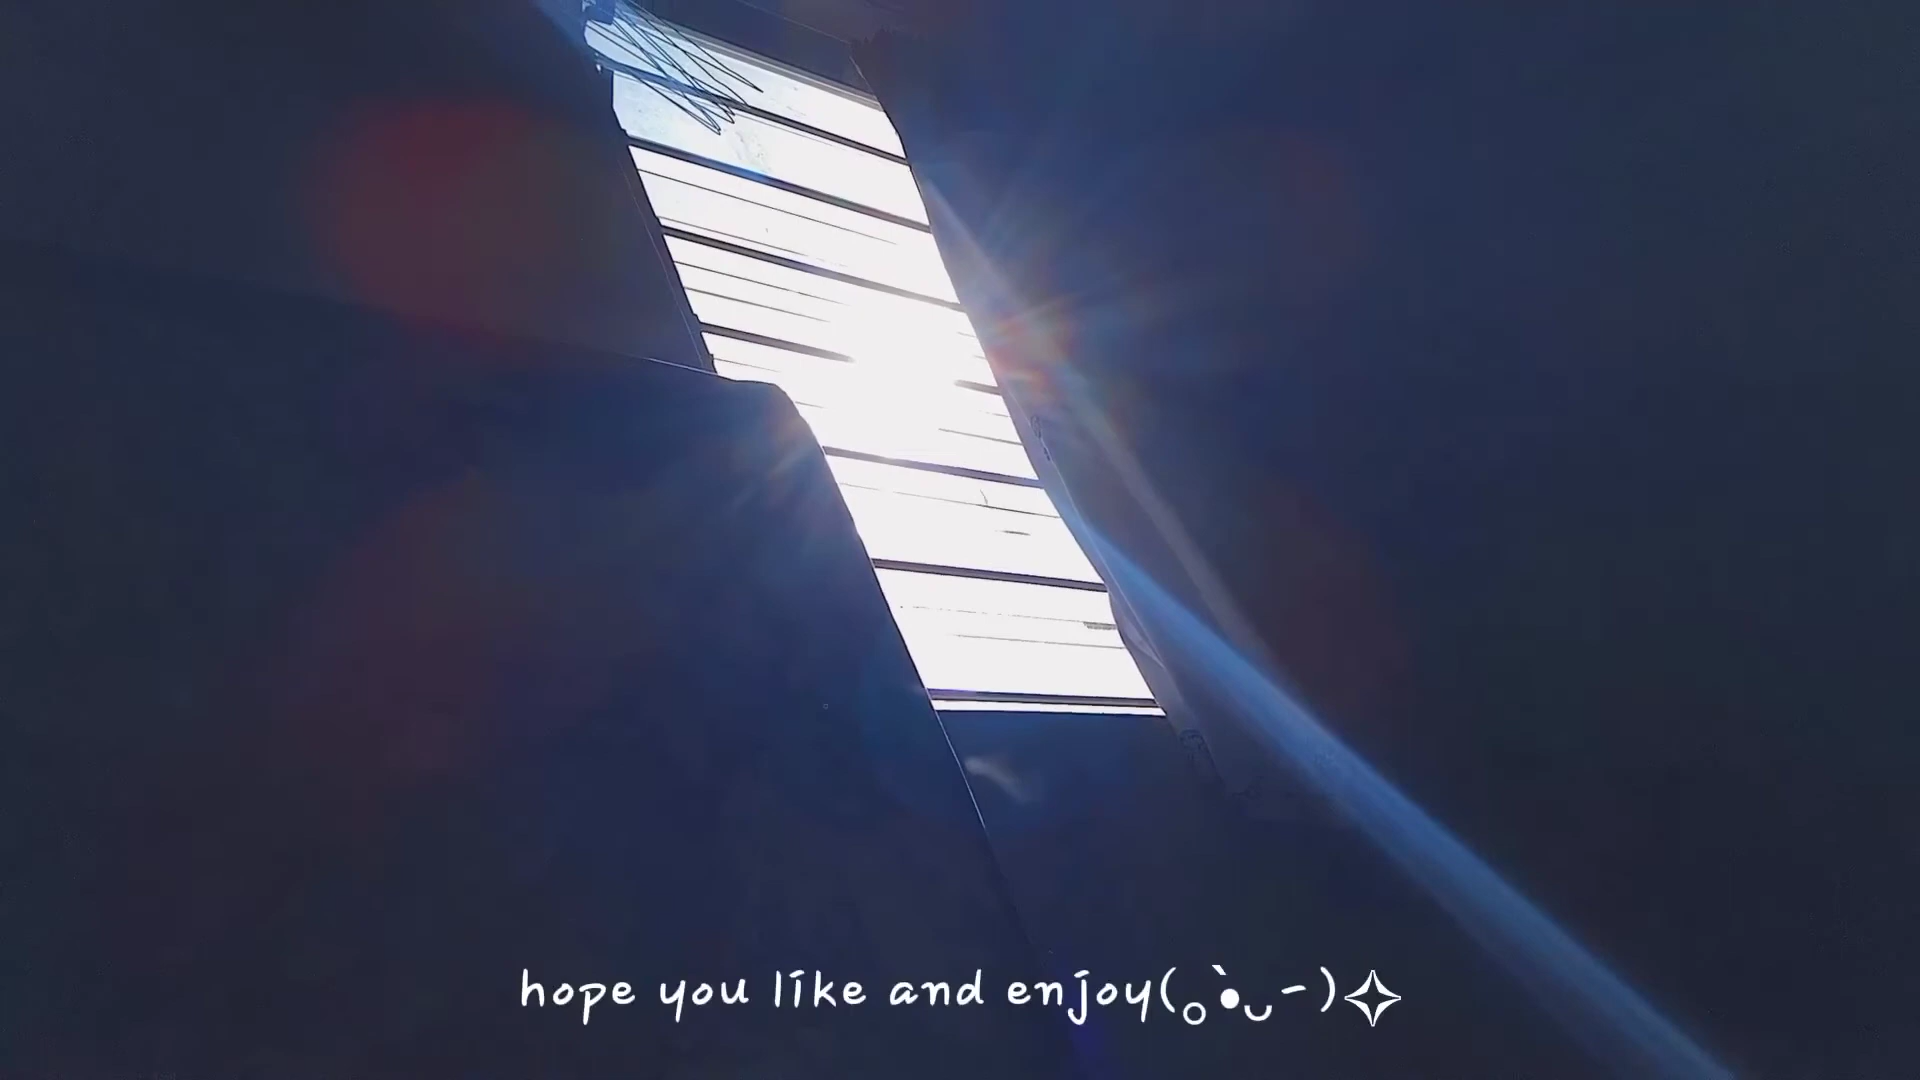 hope you like and enjoy(｡•̀ᴗ-)✧